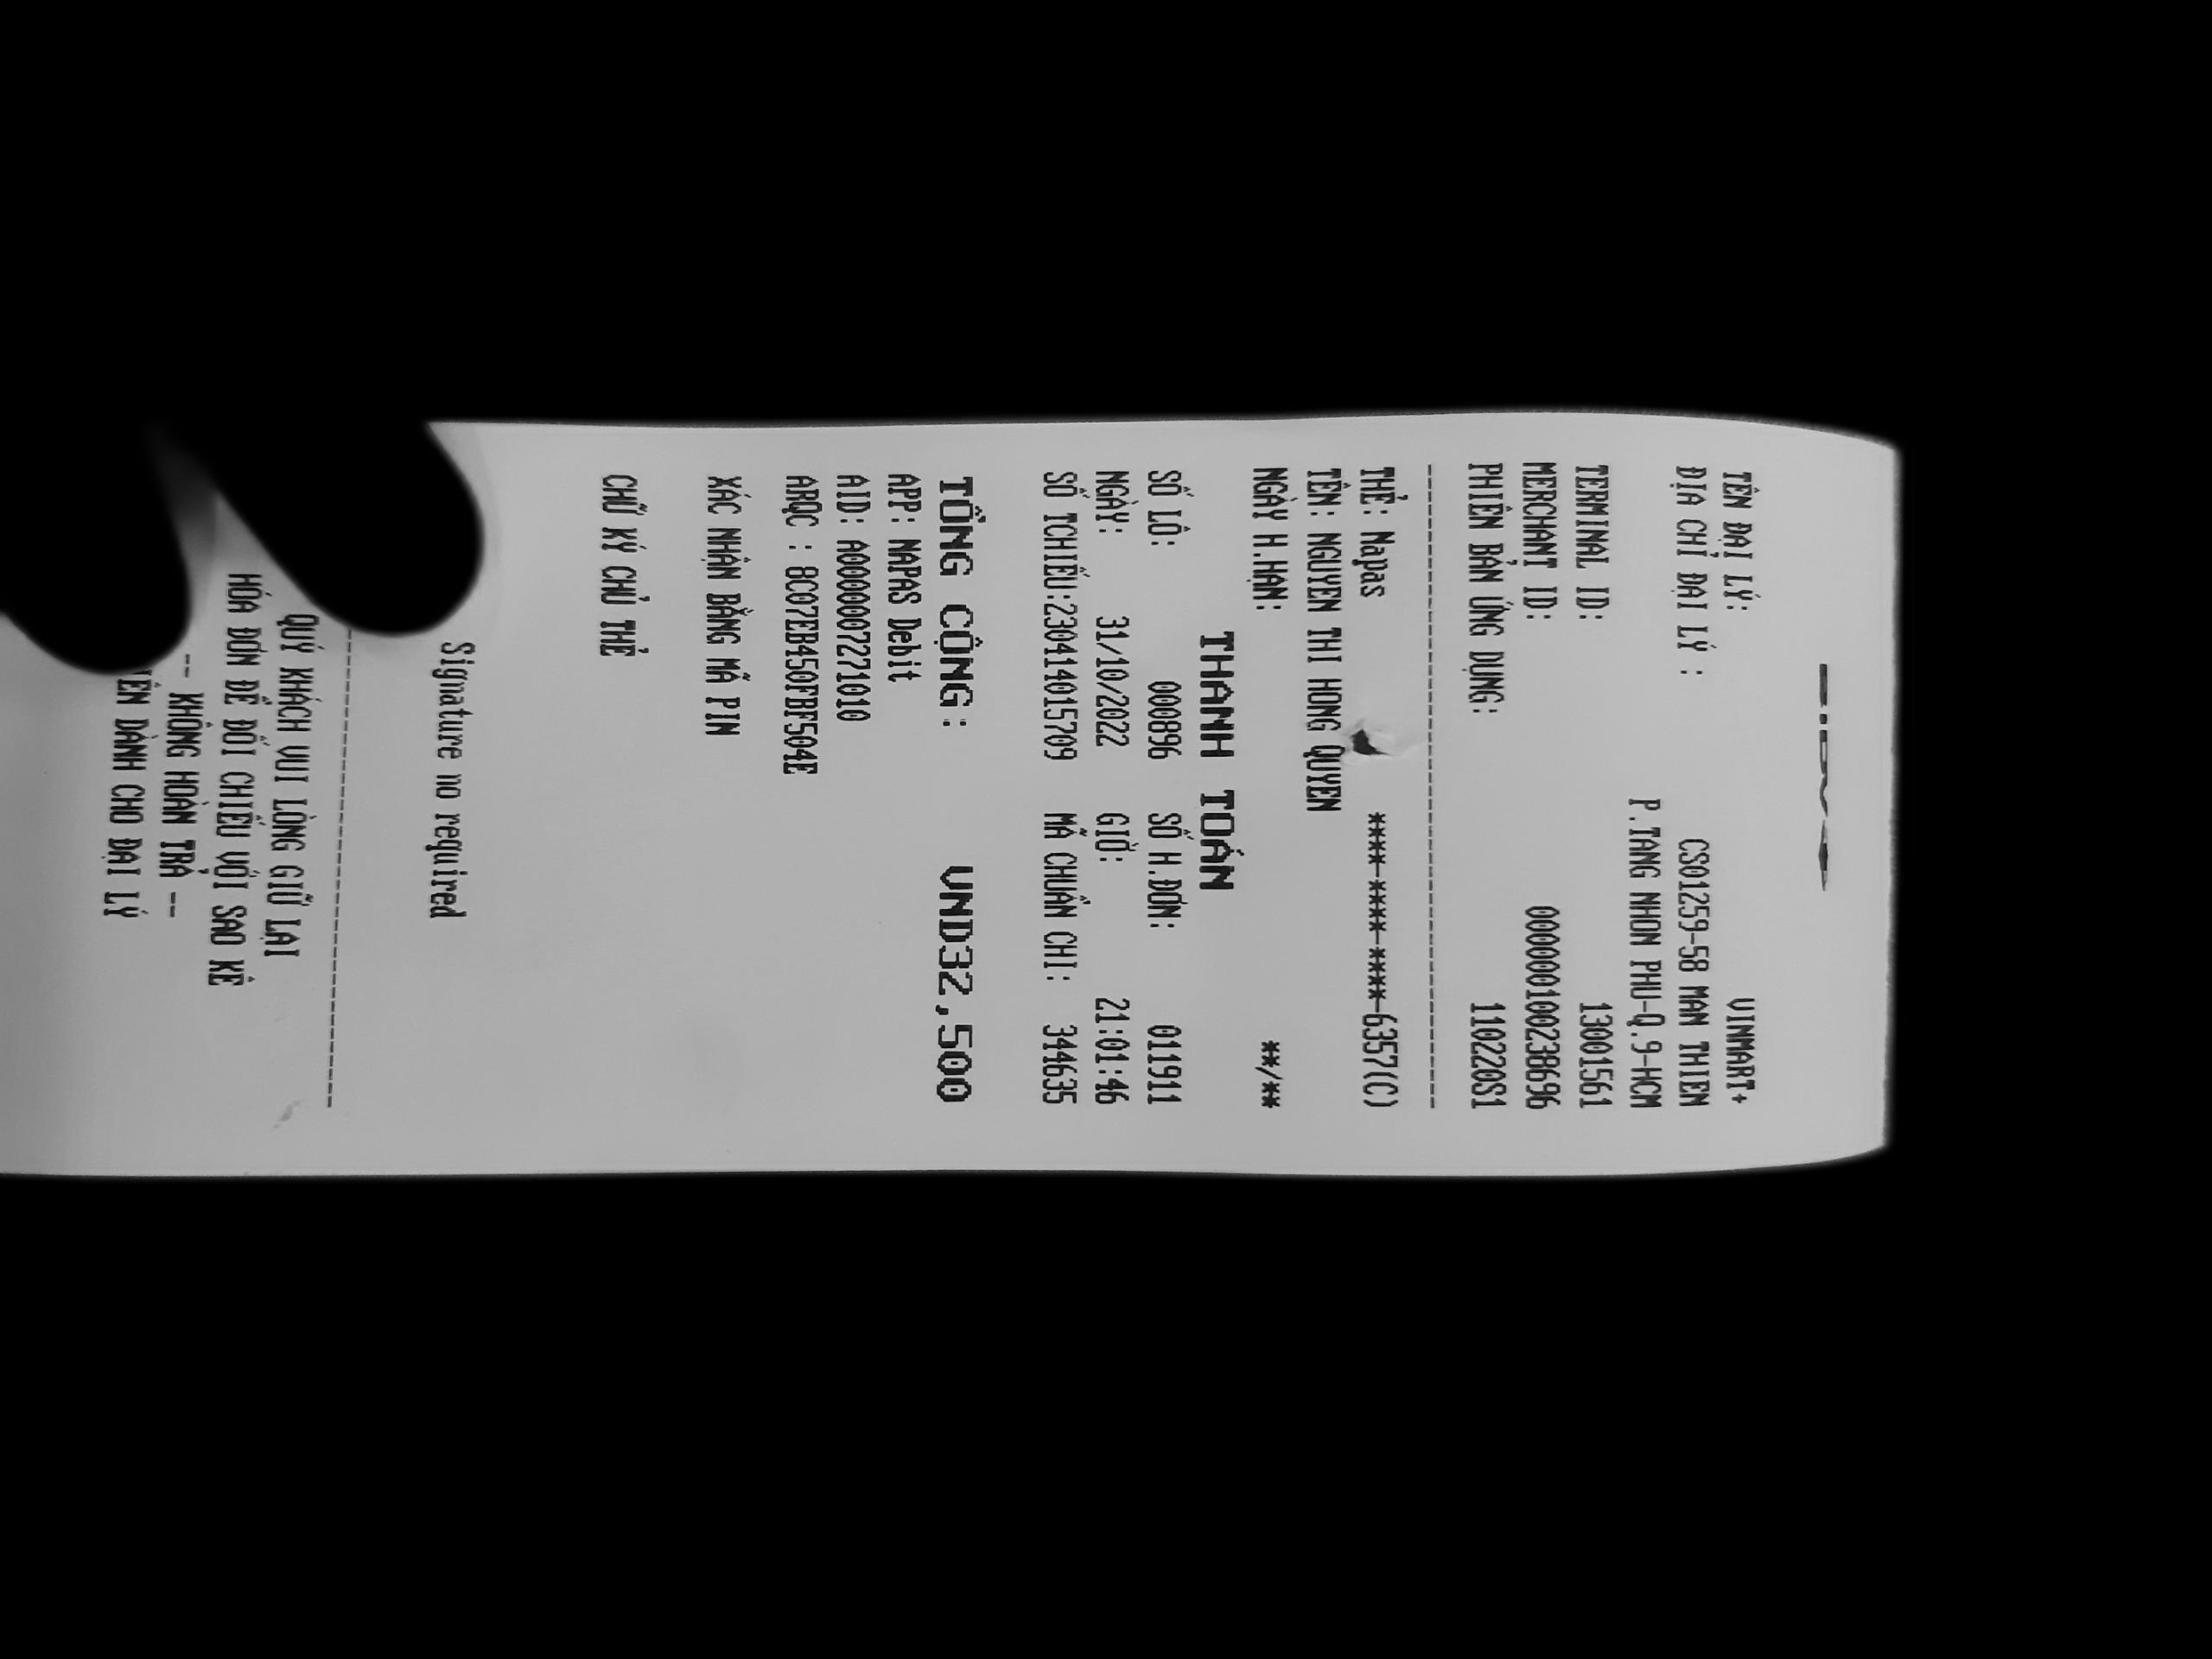 BIDV
TÊN ĐẠI LÝ: VINMART+
ĐỊA CHỈ ĐẠI LÝ : CS01259-58 MAN THIEN
P.TANG NHON PHU-Q.9-HCM
TERMINAL ID: 13001561
MERCHANT ID: 000000100238696
PHIÊN BẢN ỨNG DỤNG: 110220S1
THẺ: Napas ****-****-****-6357(C)
TÊN: NGUYEN THI HONG QUYEN
NGÀY H.HẠN: **/**
THANH TOÁN
SỐ LÔ: 000896 SỐ H.ĐƠN: 011911
NGÀY: 31/10/2022 GIỜ: 21:01:46
SỐ TCHIẾU:230414015709 MÃ CHUẨN CHI: 344635
TỔNG CỘNG: VND32,500
APP: NAPAS Debit
AID: A0000007271010
ARQC : 8C07EB450FBF504E
XÁC NHẬN BẰNG MÃ PIN
CHỮ KÝ CHỦ THẺ
Signature no required
QUÝ KHÁCH VUI LÒNG GIỮ LẠI
HÓA ĐƠN ĐỂ ĐỐI CHIẾU VỚI SAO KÊ
-- KHÔNG HOÀN TRẢ --
DÀNH CHO ĐẠI LÝ